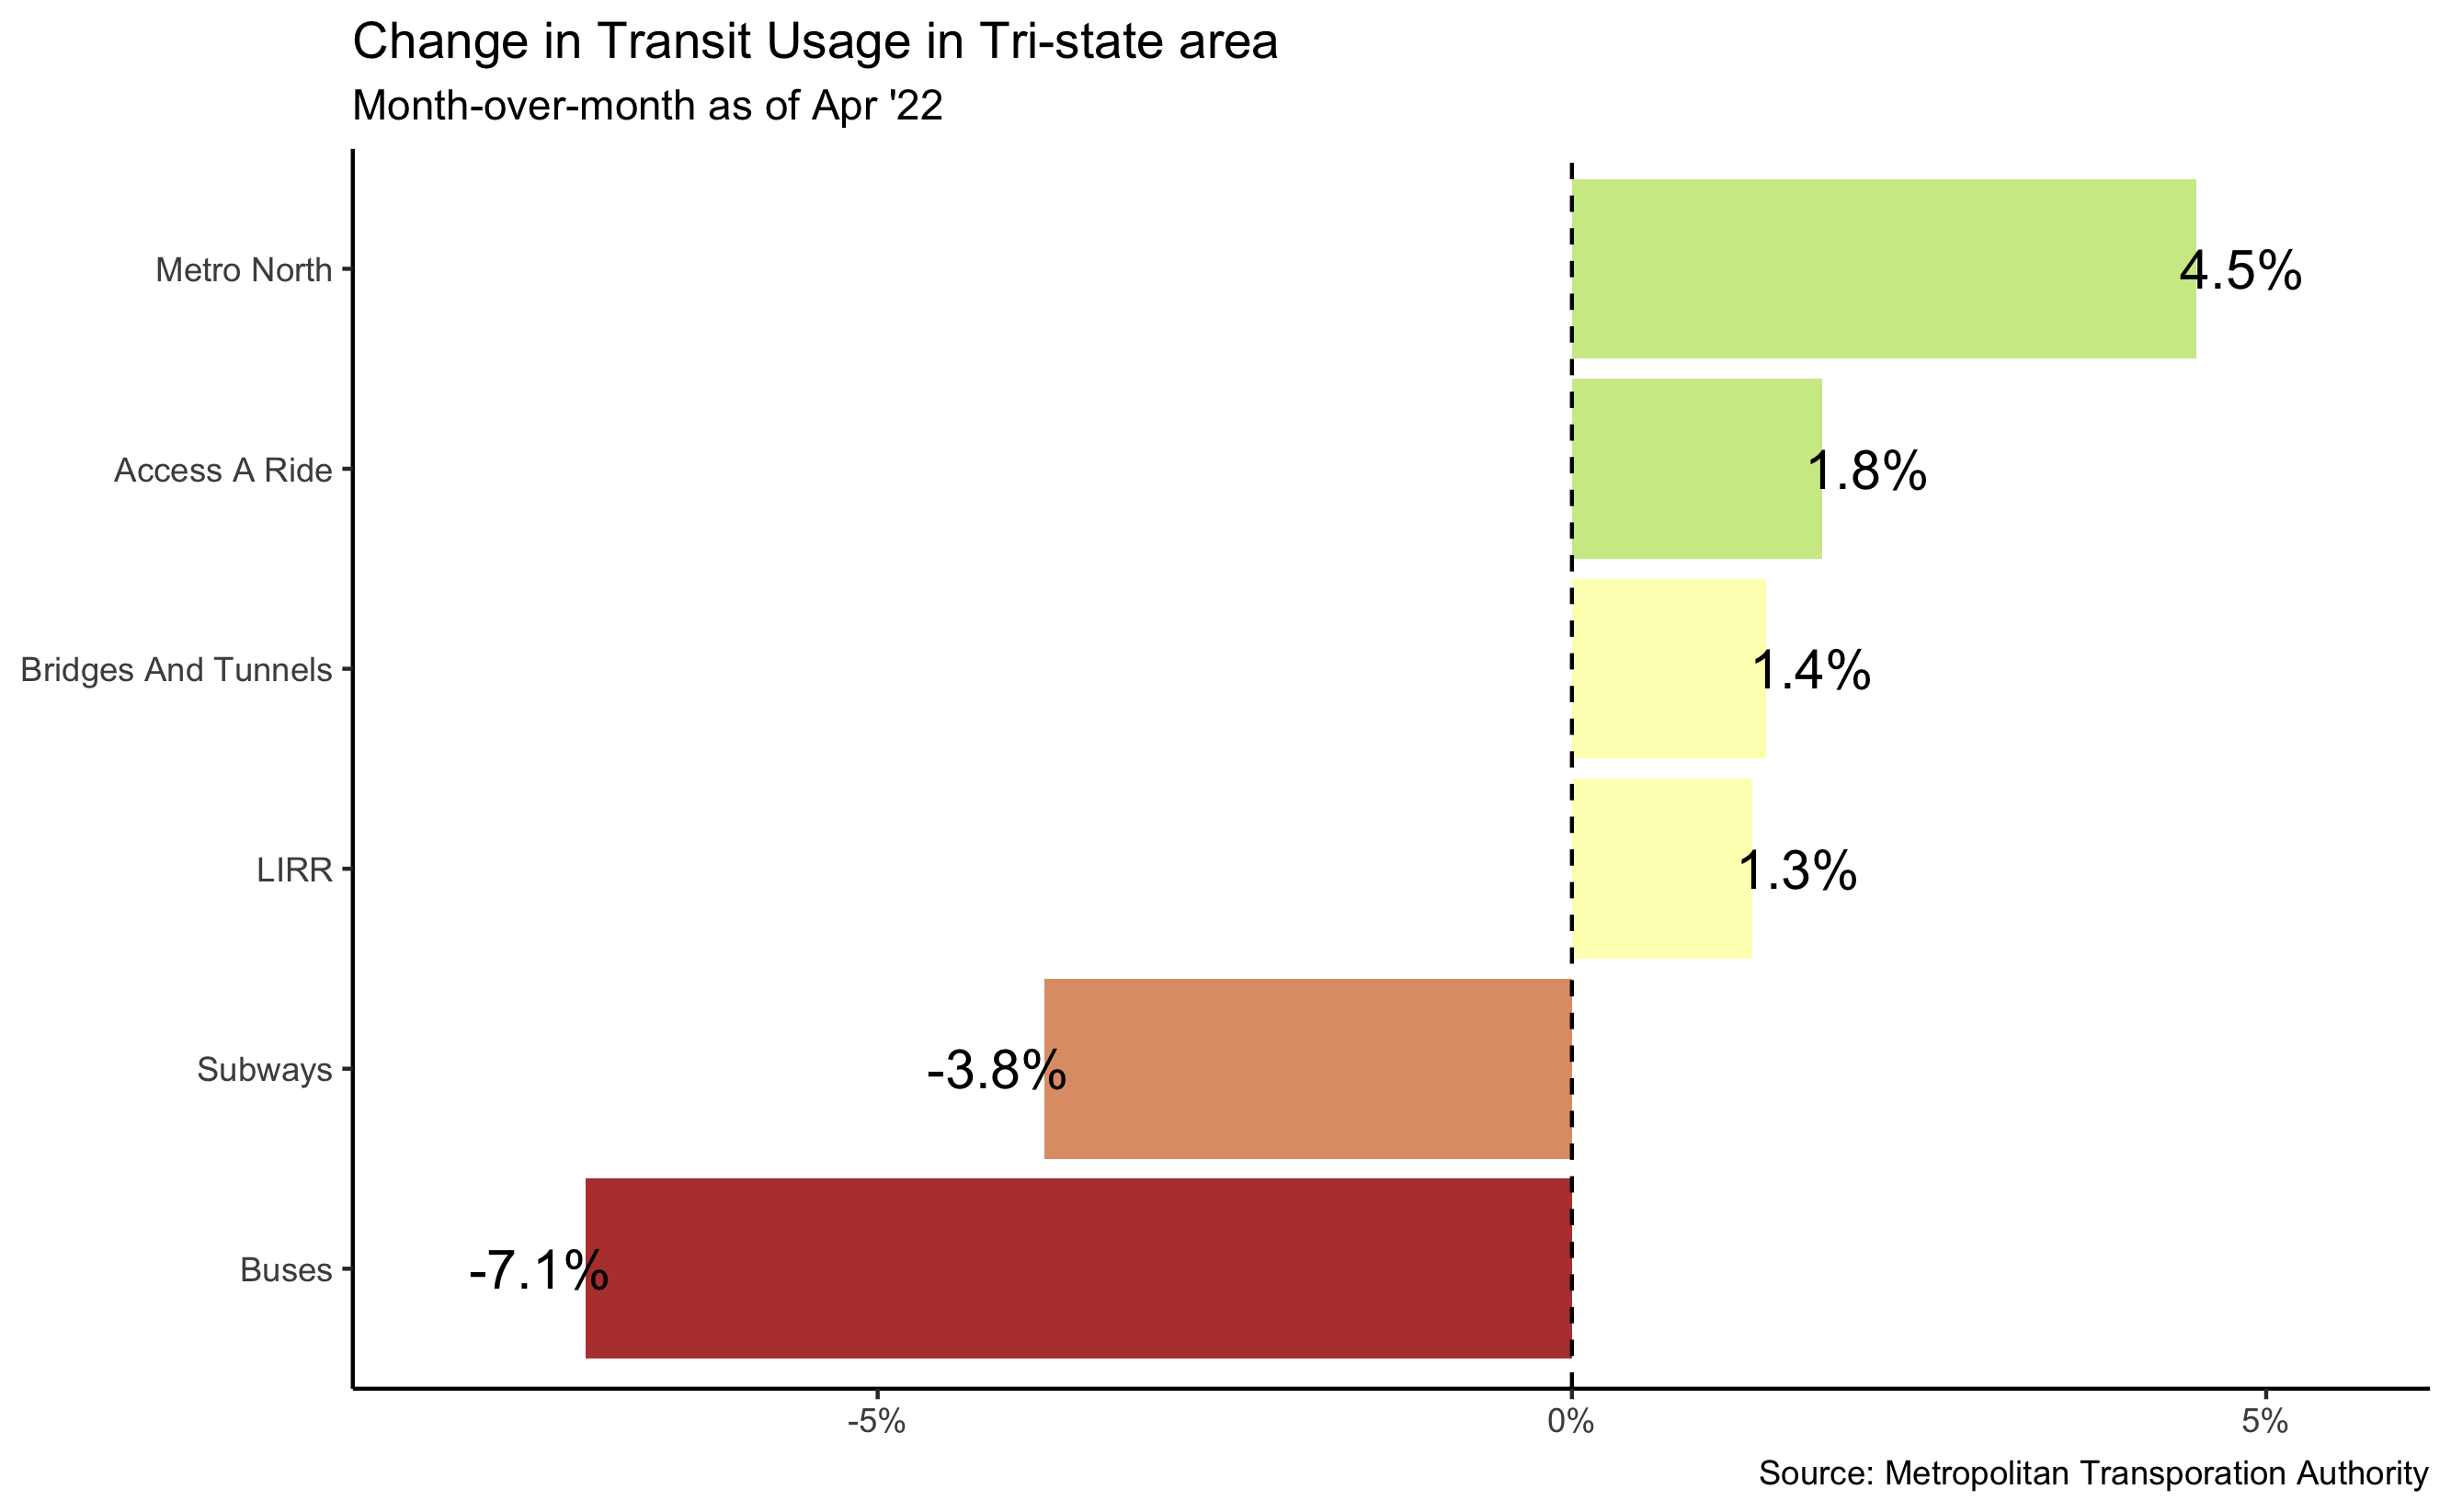 Change in Transit Usage in Tri-state area
Month-over-month as of Apr '22
Metro North
4.5%
Access A Ride
1.8%
Bridges And Tunnels
1.4%
LIRR
1.3%
Subways
-3.8%
Buses
-7.1%
-5%
0%
5%
Source: Metropolitan Transporation Authority